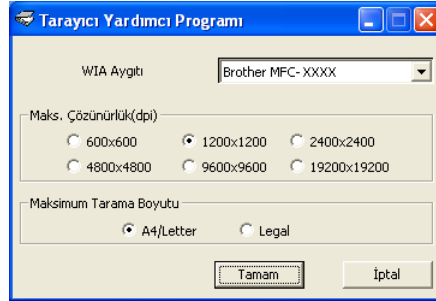 Tarayıcı Yardımcı Programı
WIA Aygıtı Brother MFC- XXXX
Maks. Çözünürlük(dpi)
600x600 1200x1200 2400x2400
4800x4800 9600x9600 19200x19200
Maksimum Tarama Boyutu
A4/Letter Legal
Tamam İptal